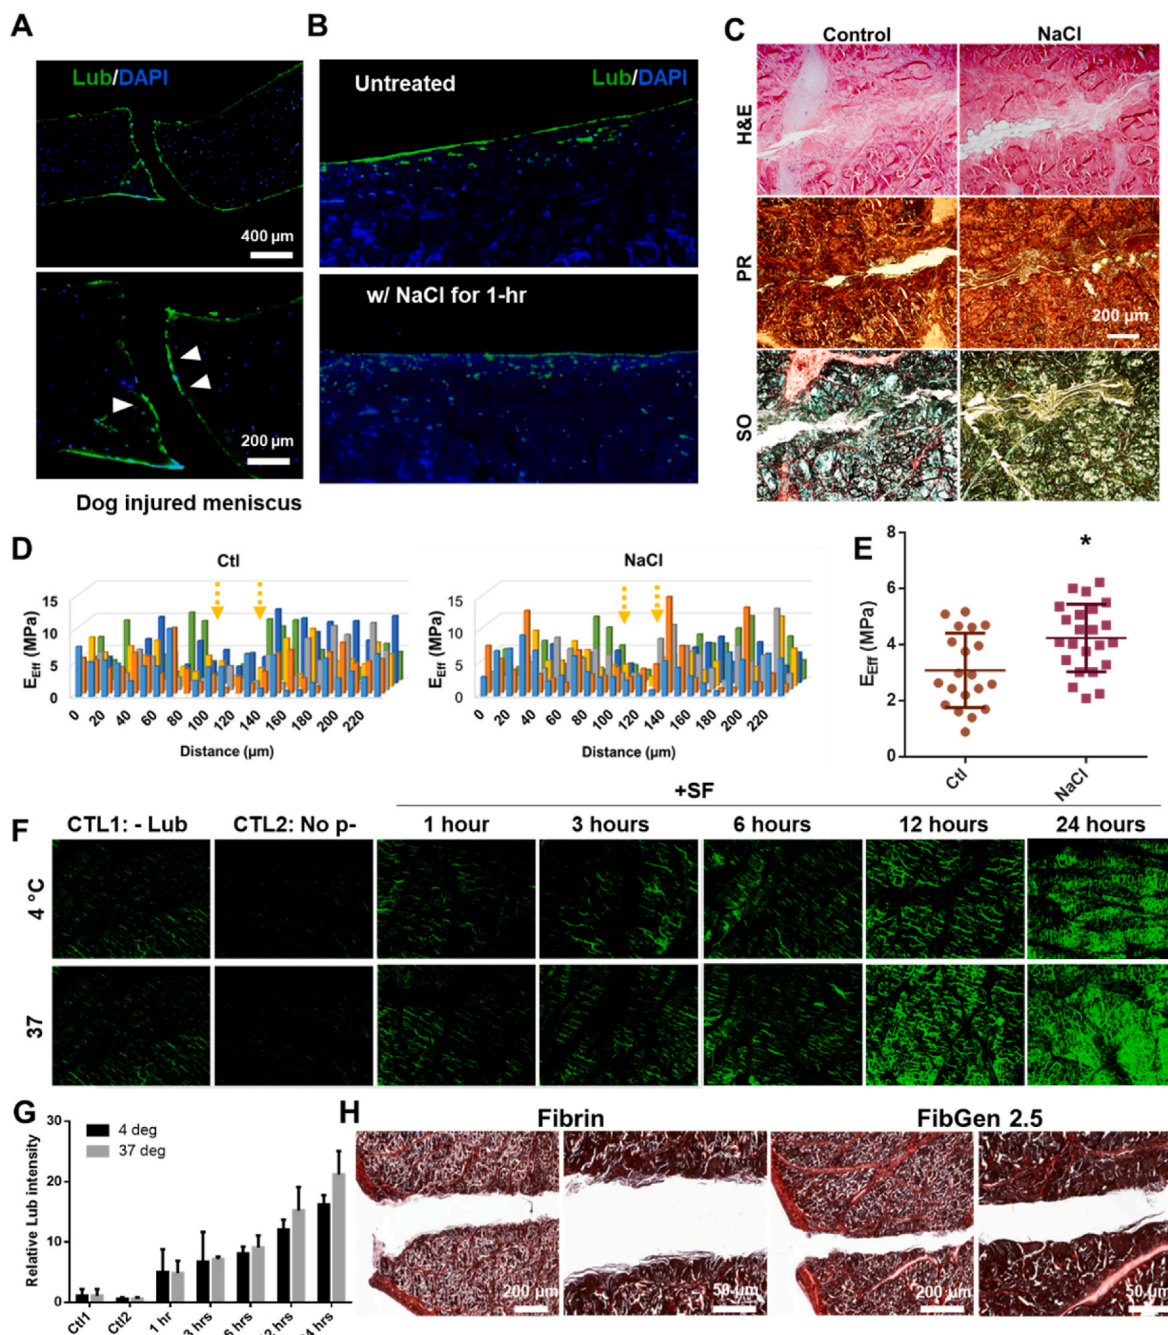 A
B
C
Control
NaCl
Lub/DAPI
Untreated
Lub/DAPI
H&E
400 µm
w/ NaCl for 1-hr
PR
200 µm
200 µm
SO
Dog injured meniscus
D
Ctl
NaCl
E
*
E_Eff (MPa)
15
10
5
0
0 20 40 60 80 100 120 140 160 180 200 220
Distance (µm)
E_Eff (MPa)
15
10
5
0
0 20 40 60 80 100 120 140 160 180 200 220
Distance (µm)
E_Eff (MPa)
8
6
4
2
0
Ctl
NaCl
+SF
F
CTL1: - Lub
CTL2: No p-
1 hour
3 hours
6 hours
12 hours
24 hours
4 °C
37
G
Relative Lub intensity
30
20
10
0
4 deg
37 deg
Ctl1
Ctl2
1 hr
3 hrs
H
Fibrin
FibGen 2.5
200 µm
50 µm
200 µm
50 µm